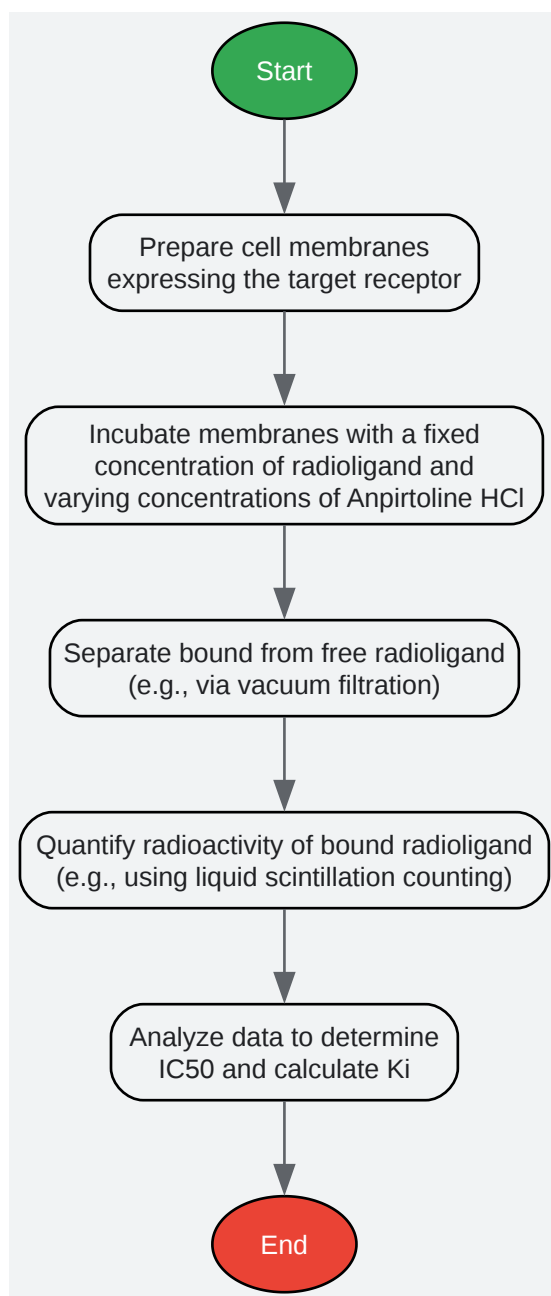 Start
Prepare cell membranes
expressing the target receptor
Incubate membranes with a fixed
concentration of radioligand and
varying concentrations of Anpirtoline HCl
Separate bound from free radioligand
(e.g., via vacuum filtration)
Quantify radioactivity of bound radioligand
(e.g., using liquid scintillation counting)
Analyze data to determine
IC50 and calculate Ki
End